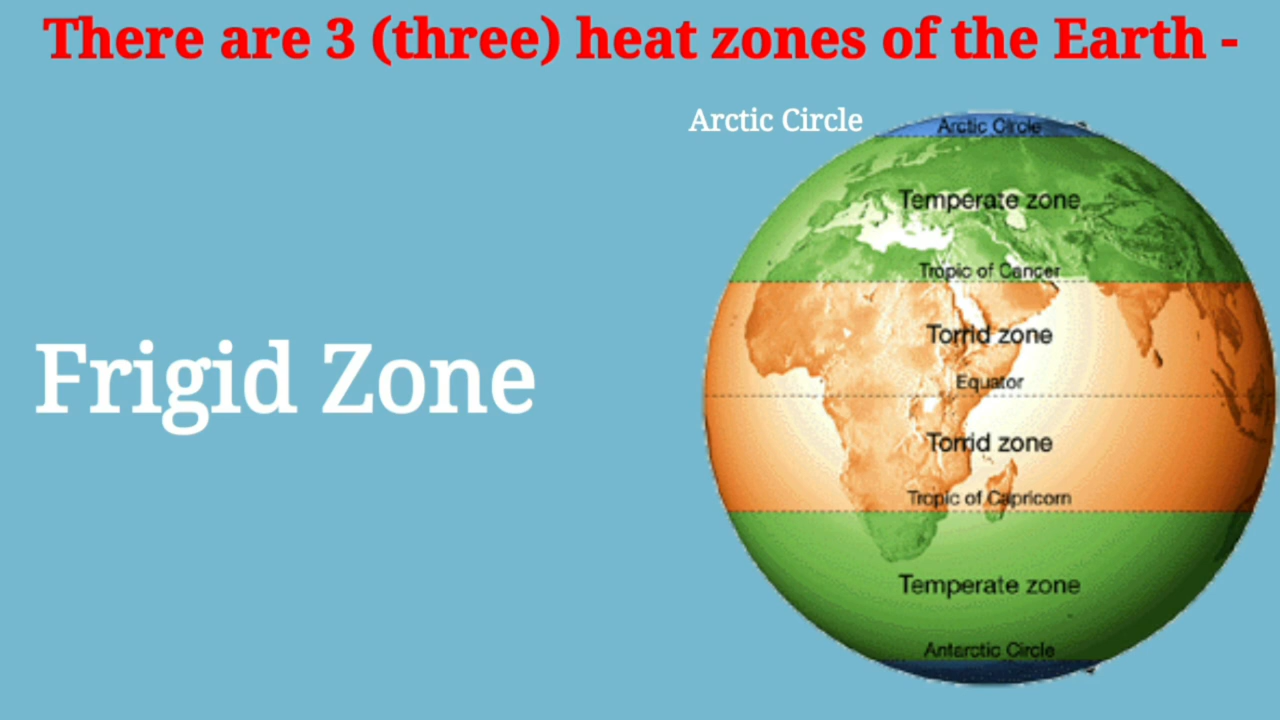 There are 3 (three) heat zones of the Earth -
Arctic Circle
Arctic Circle
Temperate zone
Tropic of Cancer
Torrid zone
Frigid Zone
Equator
Torrid zone
Tropic of Capricorn
Temperate zone
Antarctic Circle